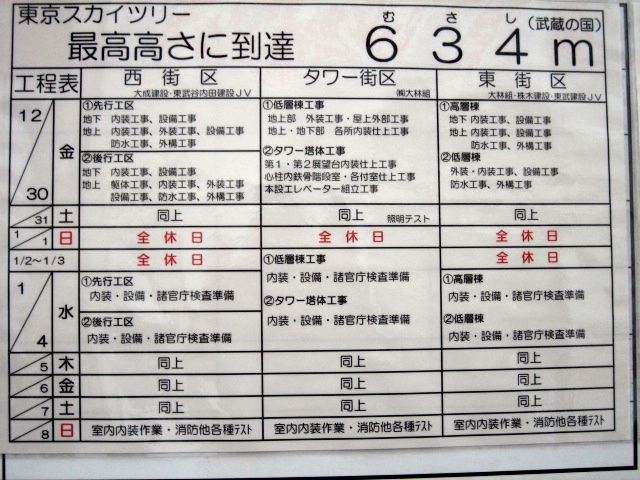 東京スカイツリー
むさし
最高高さに到達 634m (武蔵の国)
工程表 西街区 タワー街区 東街区
大成建設・東武谷内田建設JV ㈱大林組 大林組・株木建設・東武建設JV
12/30 金
①先行工区
地下 内装工事、設備工事
地上 内装工事、外装工事、設備工事
防水工事、外構工事
②後行工区
地下 内装工事、設備工事
地上 躯体工事、内装工事、外装工事
設備工事、防水工事、外構工事
①低層棟工事
地上部 外装工事・屋上外部工事
地上・地下部 各所内装仕上工事
②タワー塔体工事
第1・第2展望台内装仕上工事
心柱内鉄骨階段室・各付室仕上工事
本設エレベーター組立工事
①高層棟
地下 内装工事、設備工事
地上 内装工事、設備工事
防水工事、外構工事
②低層棟
外装・内装工事、設備工事
防水工事、外構工事
31 土 同上 同上 照明テスト 同上
1/1 日 全休日 全休日 全休日
1/2～1/3 全休日 全休日
1/4 水
①先行工区
内装・設備・諸官庁検査準備
②後行工区
内装・設備・諸官庁検査準備
①低層棟工事
内装・設備・諸官庁検査準備
②タワー塔体工事
内装・設備・諸官庁検査準備
①高層棟
内装・設備・諸官庁検査準備
②低層棟
内装・設備・諸官庁検査準備
5 木 同上 同上 同上
6 金 同上 同上 同上
7 土 同上 同上 同上
8 日 室内内装作業・消防他各種テスト 室内内装作業・消防他各種テスト 室内内装作業・消防他各種テスト